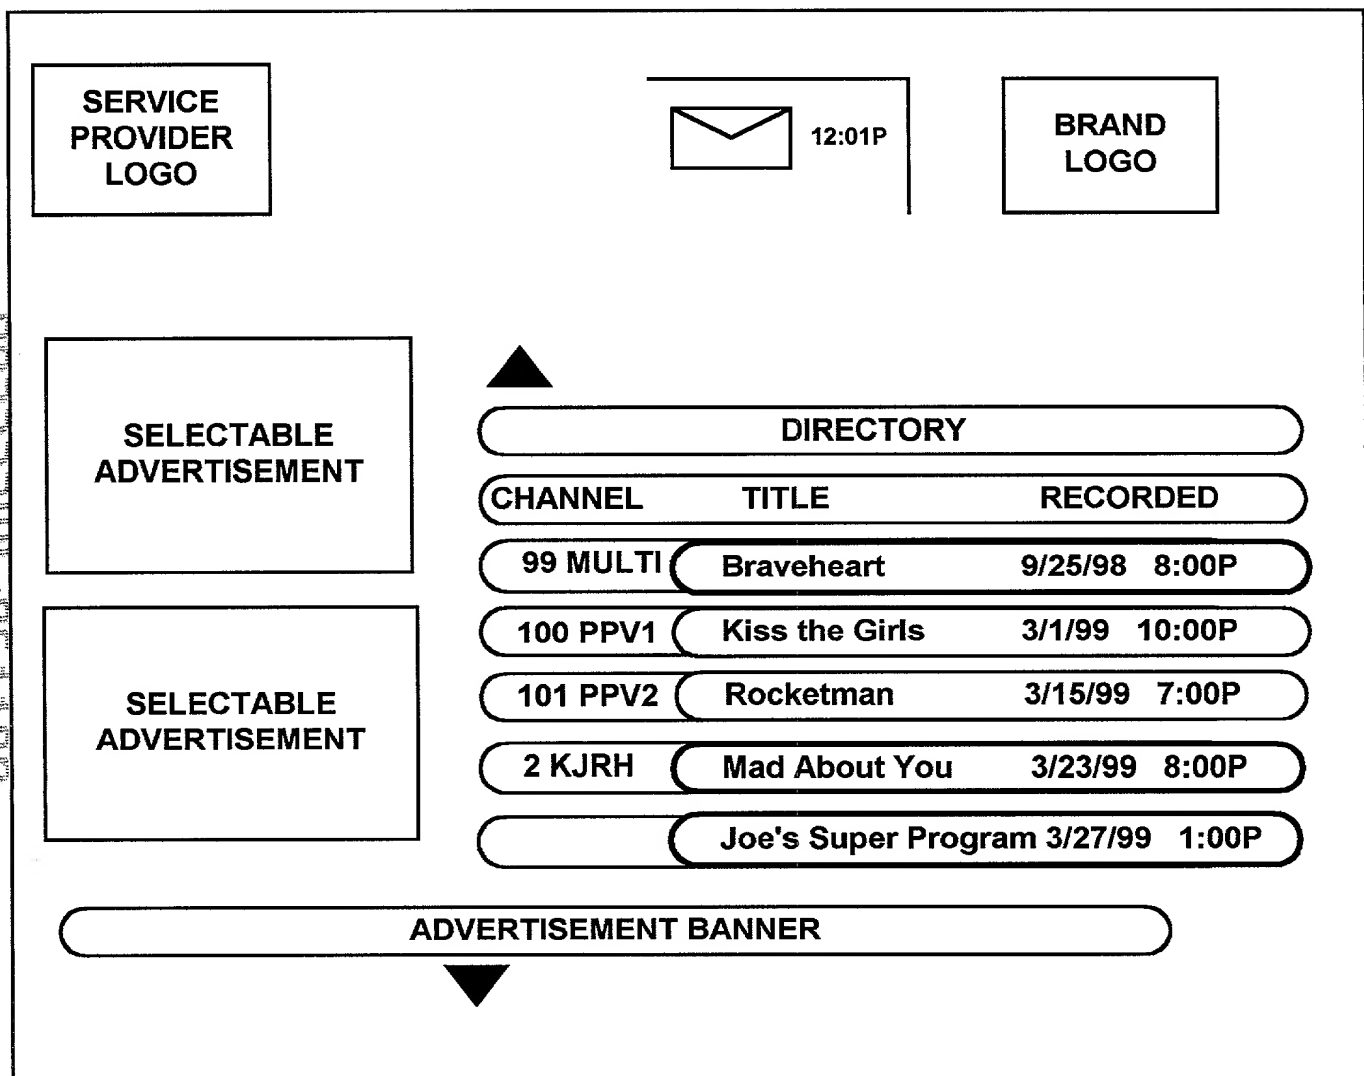 SERVICE
PROVIDER
LOGO
12:01P
BRAND
LOGO
SELECTABLE
ADVERTISEMENT
SELECTABLE
ADVERTISEMENT
DIRECTORY
CHANNEL TITLE RECORDED
99 MULTI Braveheart 9/25/98 8:00P
100 PPV1 Kiss the Girls 3/1/99 10:00P
101 PPV2 Rocketman 3/15/99 7:00P
2 KJRH Mad About You 3/23/99 8:00P
Joe's Super Program 3/27/99 1:00P
ADVERTISEMENT BANNER